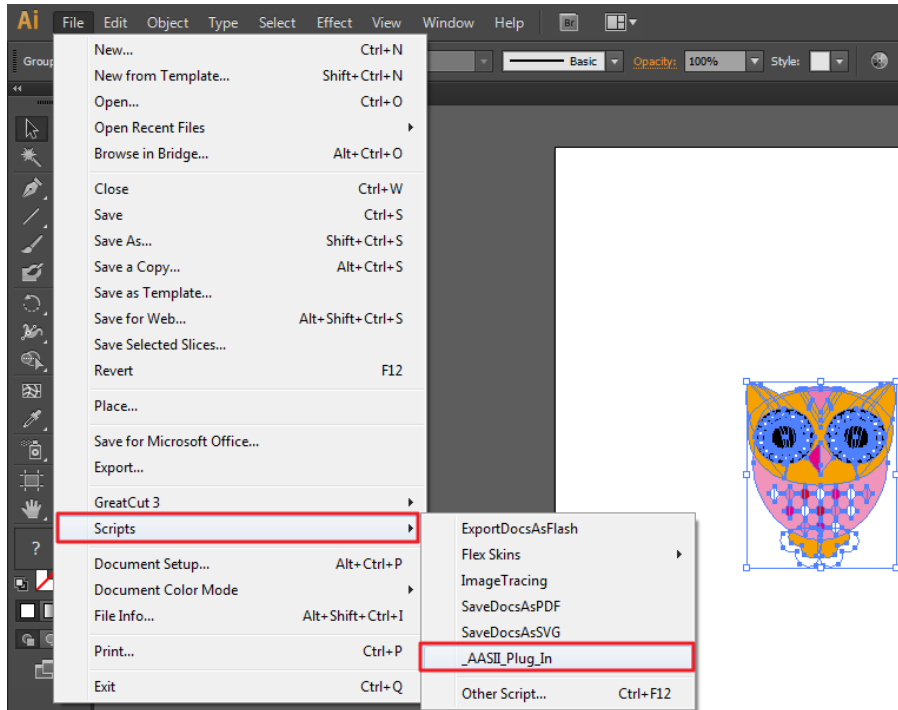 Ai File Edit Object Type Select Effect View Window Help Br
Group Basic Opacity: 100% Style:
New... Ctrl+N
New from Template... Shift+Ctrl+N
Open... Ctrl+O
Open Recent Files
Browse in Bridge... Alt+Ctrl+O
Close Ctrl+W
Save Ctrl+S
Save As... Shift+Ctrl+S
Save a Copy... Alt+Ctrl+S
Save as Template...
Save for Web... Alt+Shift+Ctrl+S
Save Selected Slices...
Revert F12
Place...
Save for Microsoft Office...
Export...
GreatCut 3
Scripts
Document Setup... Alt+Ctrl+P
Document Color Mode
File Info... Alt+Shift+Ctrl+I
Print... Ctrl+P
Exit Ctrl+Q
ExportDocsAsFlash
Flex Skins
ImageTracing
SaveDocsAsPDF
SaveDocsAsSVG
_AASII_Plug_In
Other Script... Ctrl+F12
?